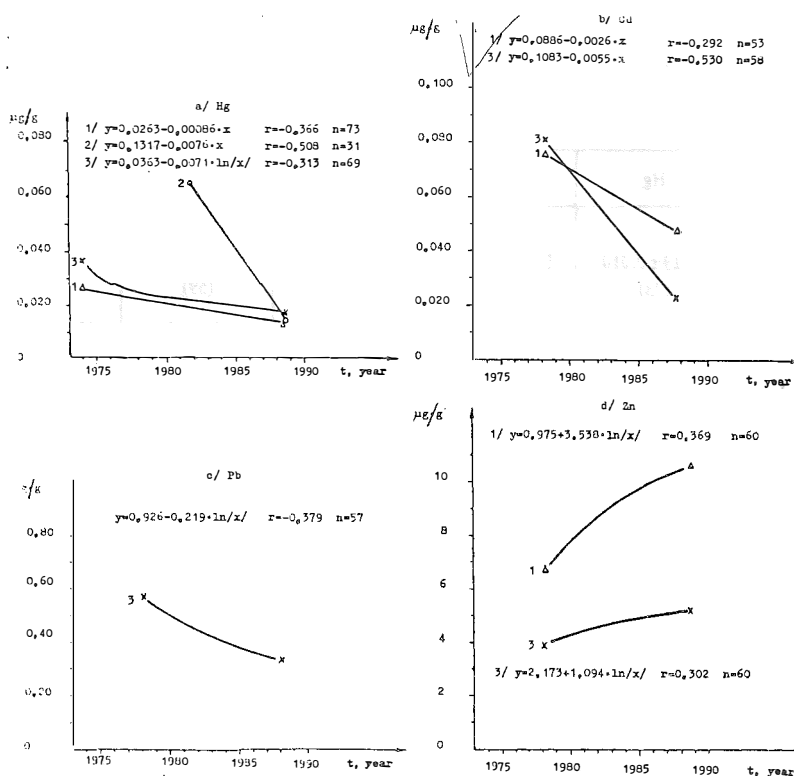 a/ Hg
µg/g
1/ y=0,0263-0,00086·x r=-0,366 n=73
2/ y=0,1317-0,0076·x r=-0,508 n=31
3/ y=0,0363-0,0071·ln/x/ r=-0,313 n=69
0,080
0,060
0,040
0,020
0
2
3
1
1975 1980 1985 1990 t, year
b/ Cd
µg/g
1/ y=0,0886-0,0026·x r=-0,292 n=53
3/ y=0,1083-0,0055·x r=-0,530 n=58
0,100
0,080
0,060
0,040
0,020
0
3
1
1975 1980 1985 1990 t, year
c/ Pb
g/g
y=0,926-0,219·ln/x/ r=-0,379 n=57
0,80
0,60
0,40
0,20
0
3
1975 1980 1985 1990 t, year
d/ Zn
µg/g
1/ y=0,975+3,538·ln/x/ r=0,369 n=60
10
8
6
4
2
0
1
3
3/ y=2,173+1,094·ln/x/ r=0,302 n=60
1975 1980 1985 1990 t, year